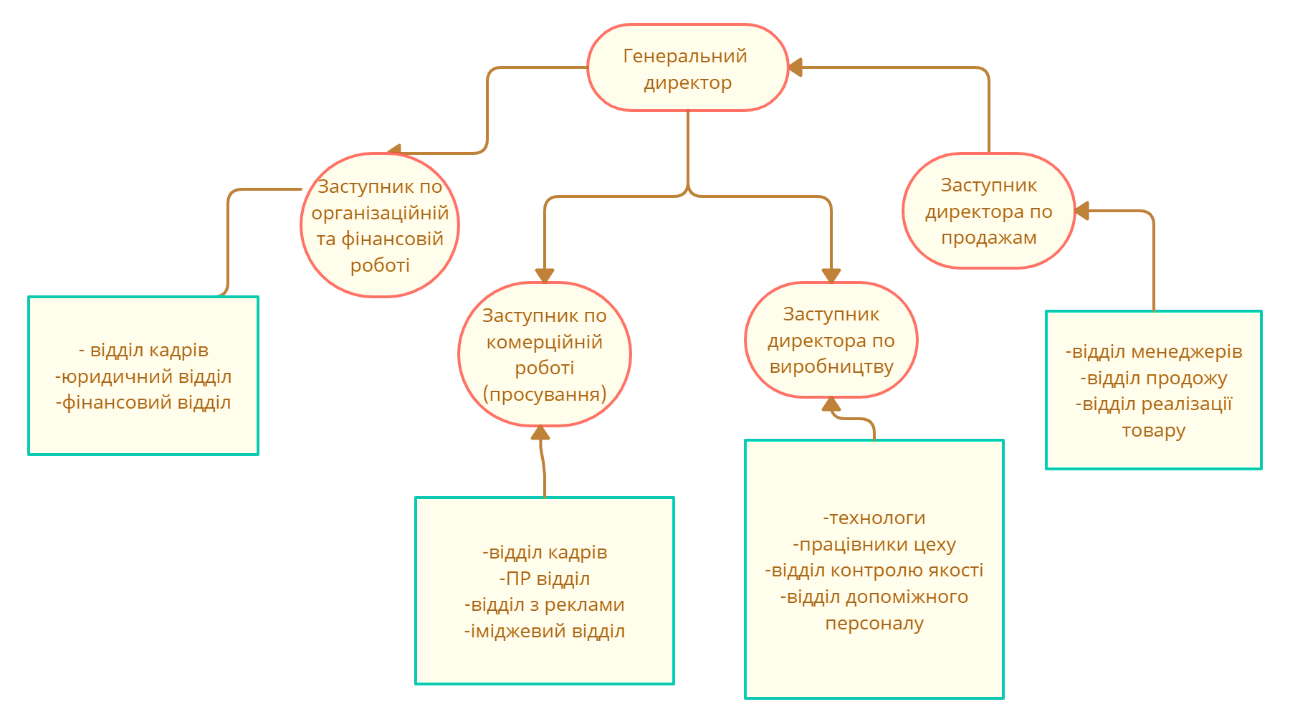 Генеральний
директор
Заступник по
організаційній
та фінансовій
роботі
Заступник
директора по
продажам
Заступник по
комерційній
роботі
(просування)
Заступник
директора по
виробництву
- відділ кадрів
-юридичний відділ
-фінансовий відділ
-відділ менеджерів
-відділ продожу
-відділ реалізації
товару
-відділ кадрів
-ПР відділ
-відділ з реклами
-іміджевий відділ
-технологи
-працівники цеху
-відділ контролю якості
-відділ допоміжного
персоналу